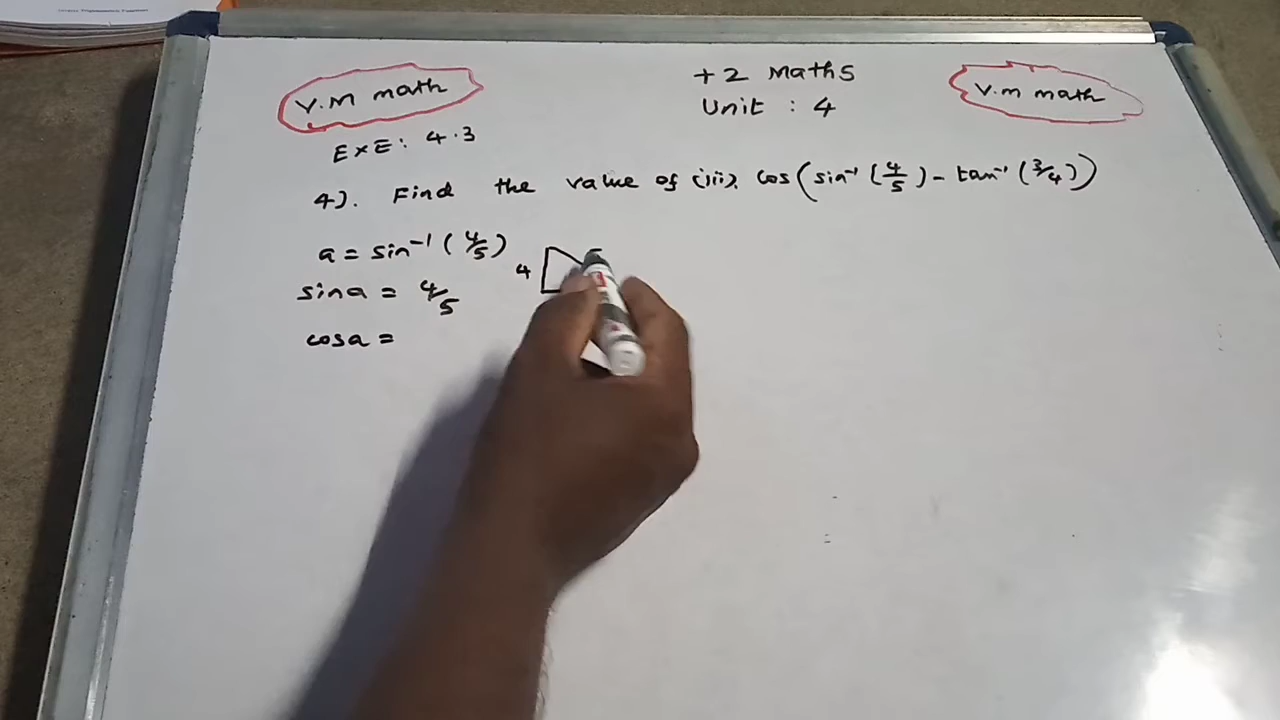 V.M math
+2 Maths
V.M math
Unit : 4
EXE: 4.3
4). Find the value of (iii). cos(sin⁻¹(4/5) - tan⁻¹(3/4))
a = sin⁻¹(4/5)
4
5
sina = 4/5
cosa =